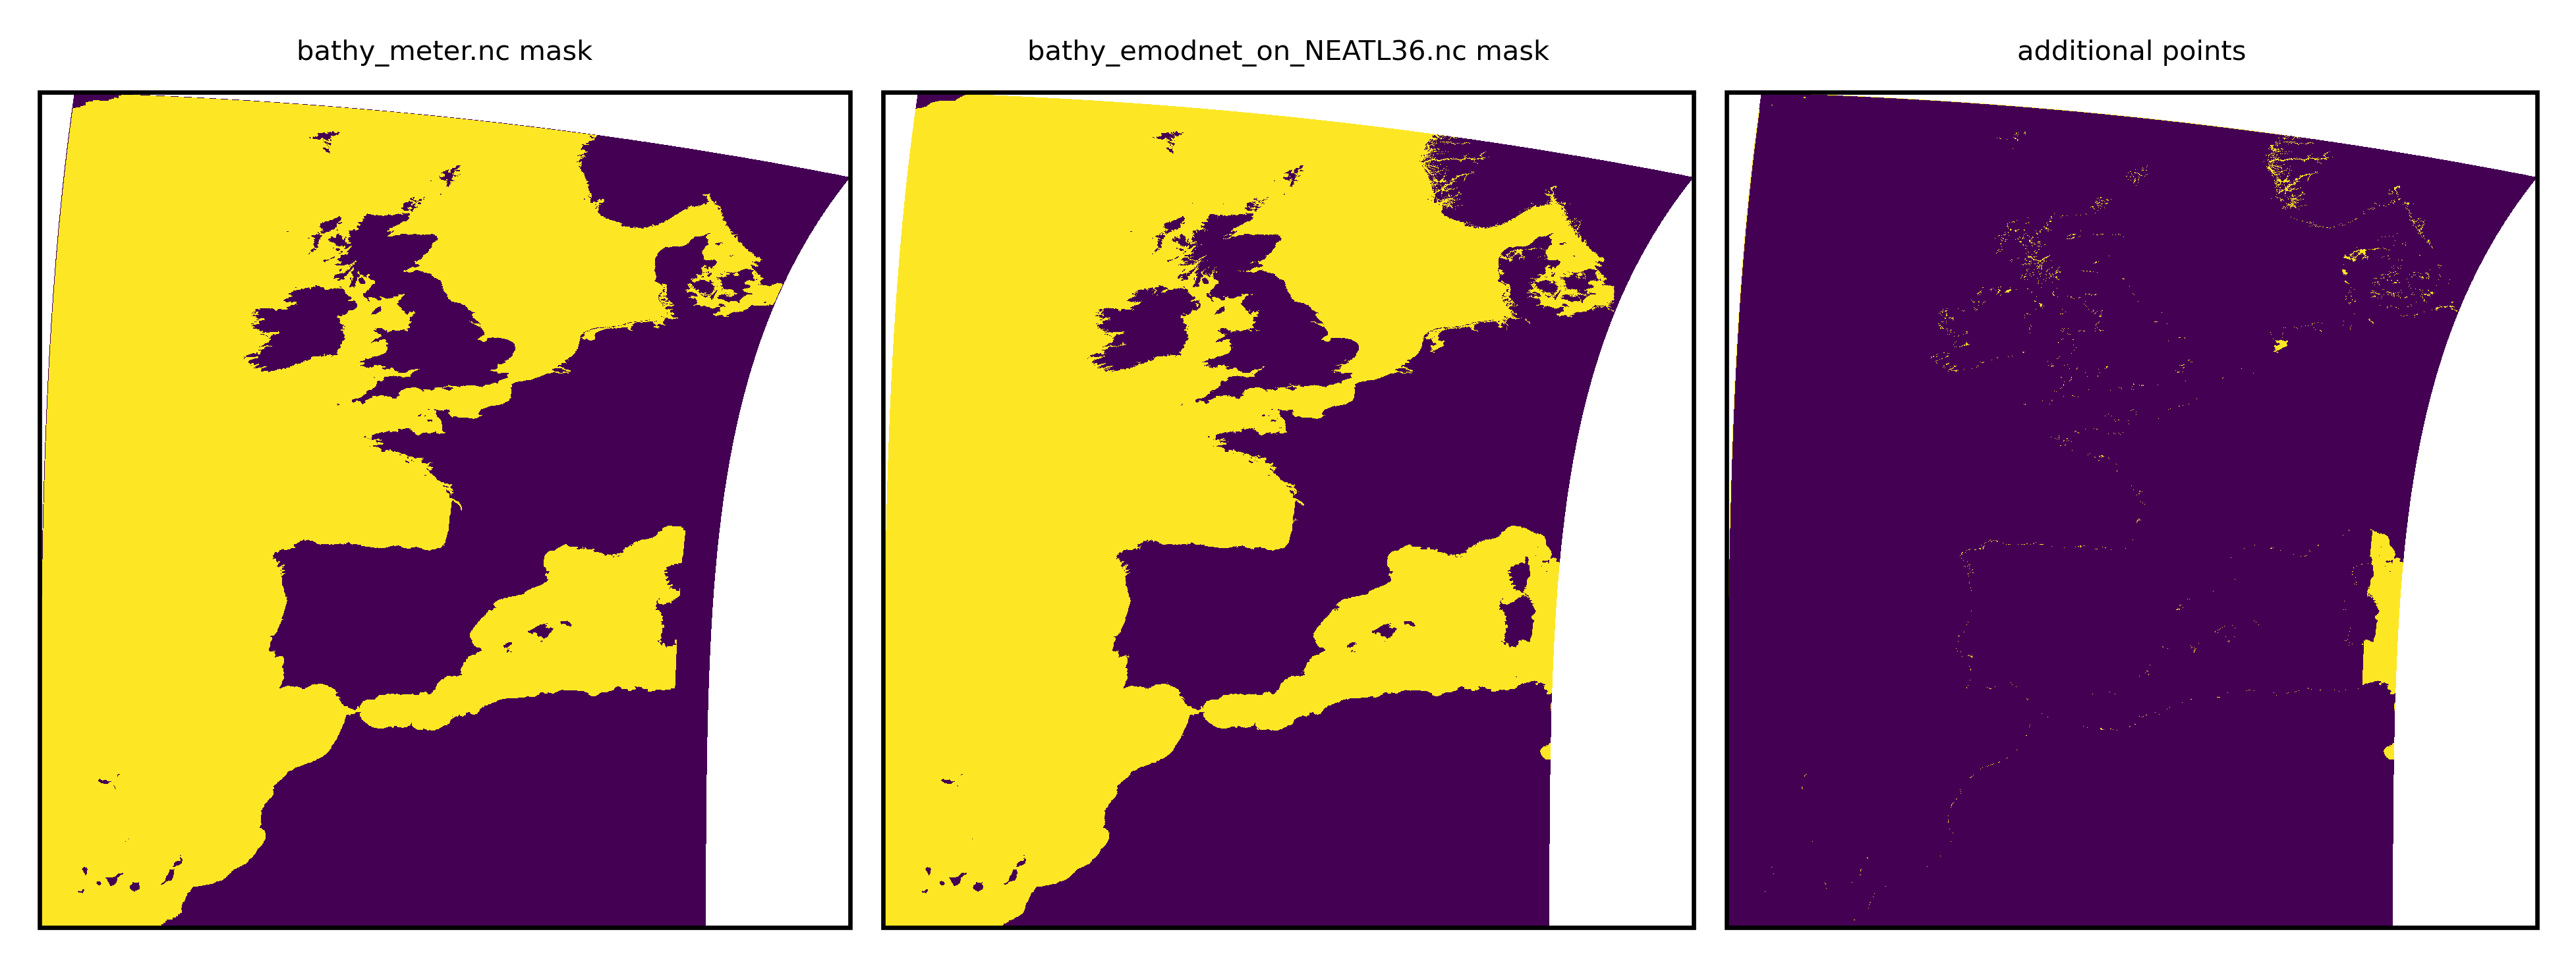 bathy_meter.nc mask
bathy_emodnet_on_NEATL36.nc mask
additional points